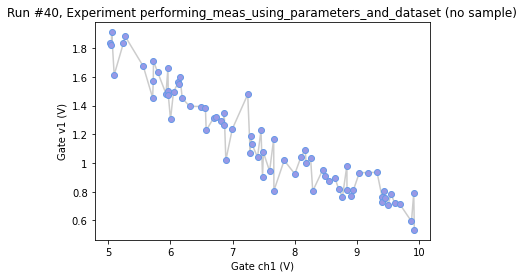 Run #40, Experiment performing_meas_using_parameters_and_dataset (no sample)
1.8
1.6
1.4
1.2
1
0.8
0.6
Gate v1 (V)
5 6 7 8 9 10
Gate ch1 (V)